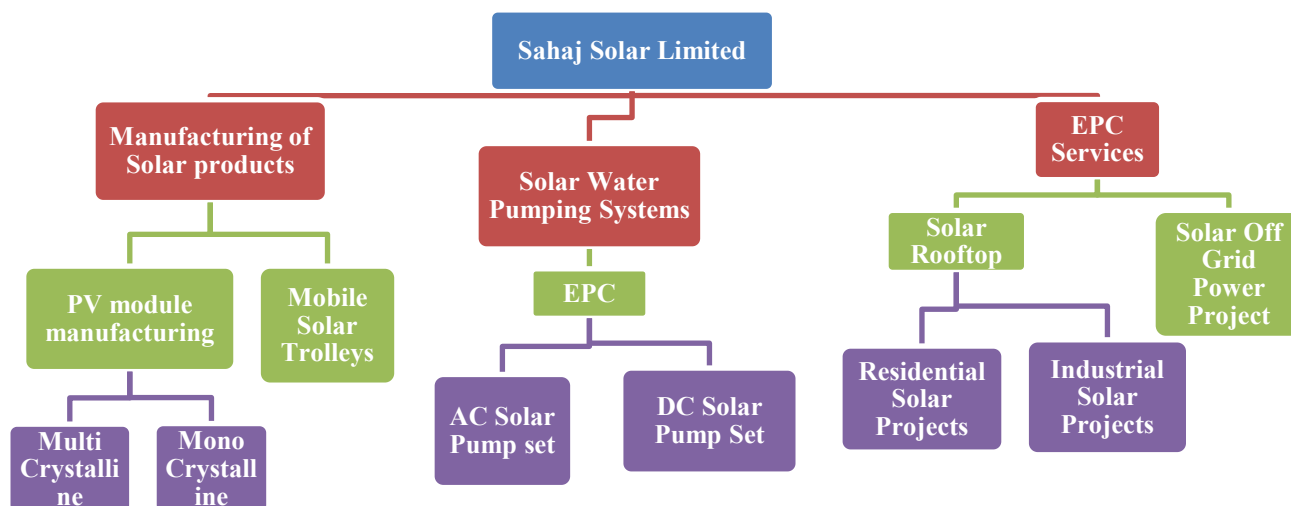 Sahaj Solar Limited
Manufacturing of
Solar products
Solar Water
Pumping Systems
EPC
Services
PV module
manufacturing
Mobile
Solar
Trolleys
EPC
Solar
Rooftop
Solar Off
Grid
Power
Project
Multi
Crystalli
ne
Mono
Crystall
ine
AC Solar
Pump set
DC Solar
Pump Set
Residential
Solar
Projects
Industrial
Solar
Projects